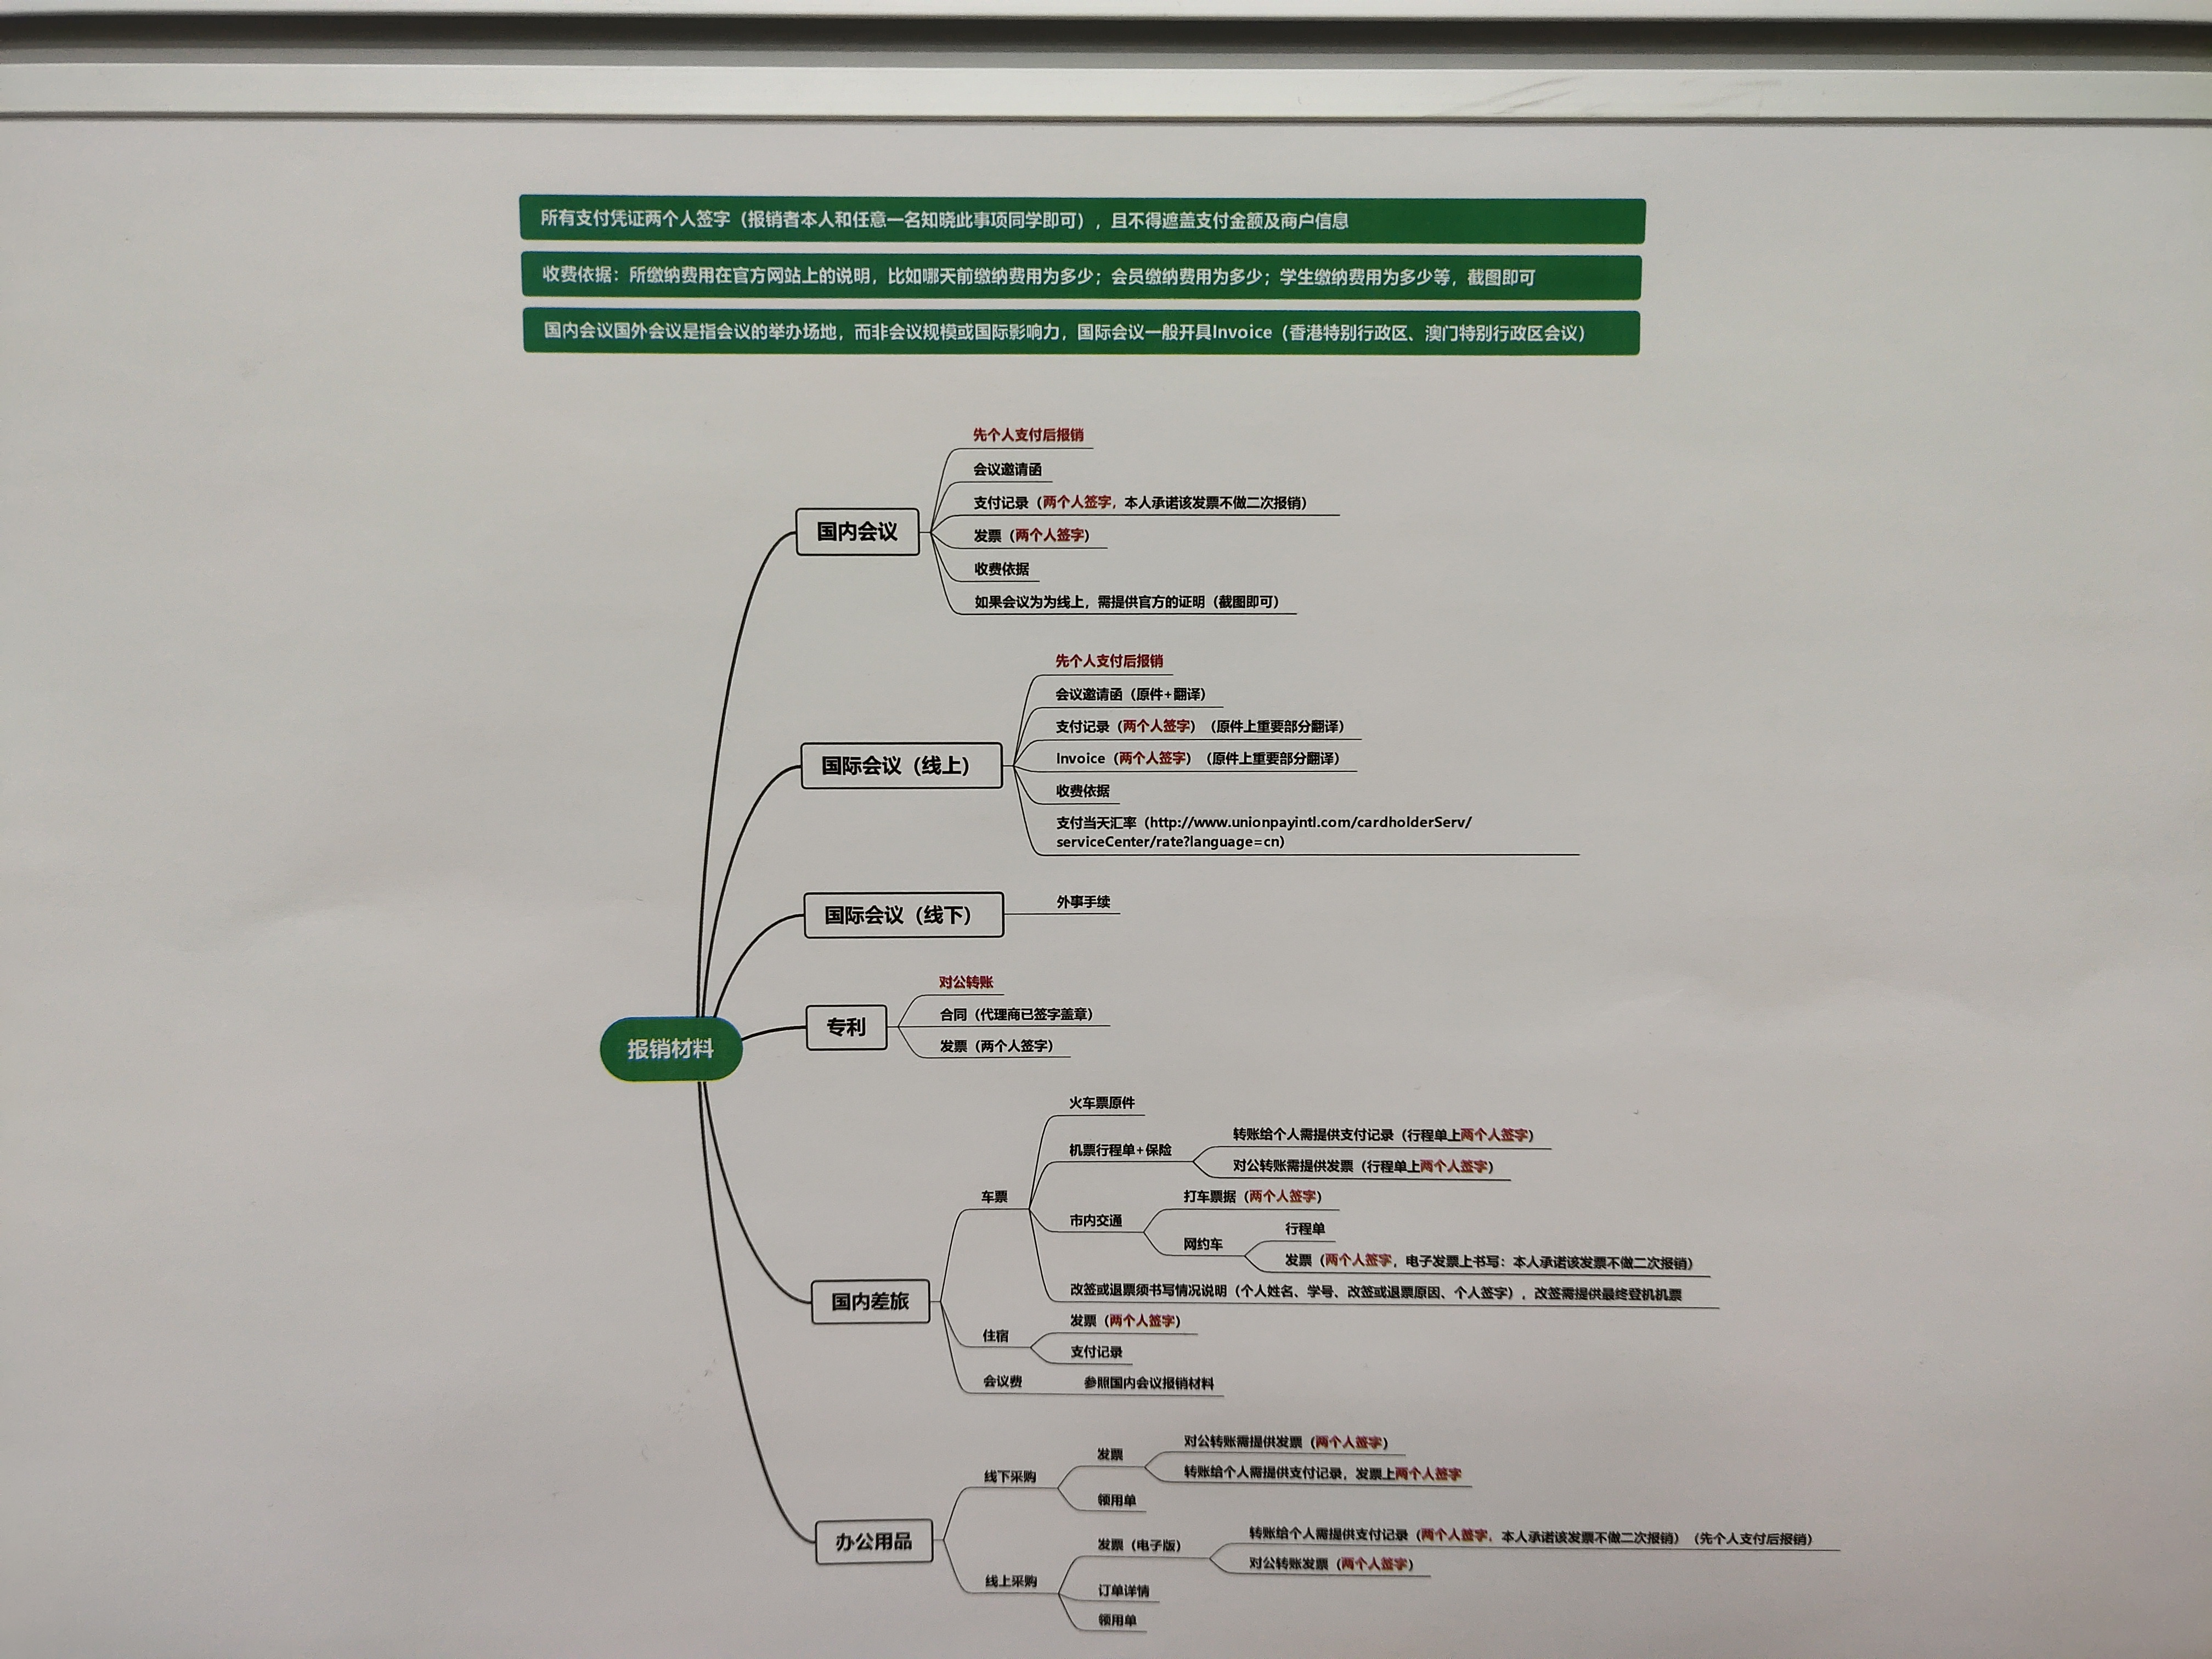 所有支付凭证两个人签字（报销者本人和任意一名知晓此事项同学即可），且不得遮盖支付金额及商户信息
收费依据：所缴纳费用在官方网站上的说明，比如哪天前缴纳费用为多少；会员缴纳费用为多少；学生缴纳费用为多少等，截图即可
国内会议国外会议是指会议的举办场地，而非会议规模或国际影响力，国际会议一般开具Invoice（香港特别行政区、澳门特别行政区会议）
报销材料
国内会议
先个人支付后报销
会议邀请函
支付记录（两个人签字，本人承诺该发票不做二次报销）
发票（两个人签字）
收费依据
如果会议为为线上，需提供官方的证明（截图即可）
国际会议（线上）
先个人支付后报销
会议邀请函（原件+翻译）
支付记录（两个人签字）（原件上重要部分翻译）
Invoice（两个人签字）（原件上重要部分翻译）
收费依据
支付当天汇率（http://www.unionpayintl.com/cardholderServ/
serviceCenter/rate?language=cn)
国际会议（线下）
外事手续
专利
对公转账
合同（代理商已签字盖章）
发票（两个人签字）
国内差旅
车票
火车票原件
机票行程单+保险
转账给个人需提供支付记录（行程单上两个人签字）
对公转账需提供发票（行程单上两个人签字）
市内交通
打车票据（两个人签字）
网约车
行程单
发票（两个人签字，电子发票上书写：本人承诺该发票不做二次报销）
改签或退票须书写情况说明（个人姓名、学号、改签或退票原因、个人签字），改签需提供最终登机机票
住宿
发票（两个人签字）
支付记录
会议费
参照国内会议报销材料
办公用品
线下采购
发票
对公转账需提供发票（两个人签字）
转账给个人需提供支付记录，发票上两个人签字
领用单
线上采购
发票（电子版）
转账给个人需提供支付记录（两个人签字，本人承诺该发票不做二次报销）（先个人支付后报销）
对公转账发票（两个人签字）
订单详情
领用单